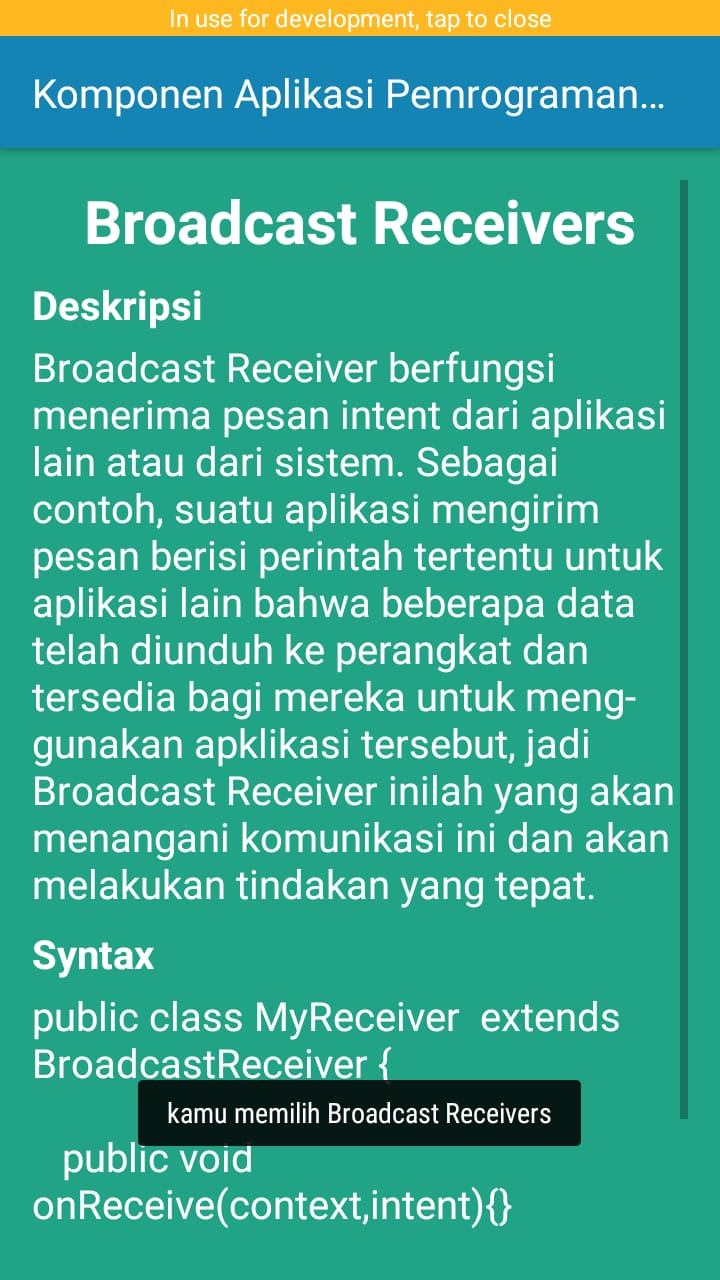 In use for development, tap to close
Komponen Aplikasi Pemrograman...
Broadcast Receivers
Deskripsi
Broadcast Receiver berfungsi
menerima pesan intent dari aplikasi
lain atau dari sistem. Sebagai
contoh, suatu aplikasi mengirim
pesan berisi perintah tertentu untuk
aplikasi lain bahwa beberapa data
telah diunduh ke perangkat dan
tersedia bagi mereka untuk meng-
gunakan apklikasi tersebut, jadi
Broadcast Receiver inilah yang akan
menangani komunikasi ini dan akan
melakukan tindakan yang tepat.
Syntax
public class MyReceiver  extends
BroadcastReceiver {
kamu memilih Broadcast Receivers
public void
onReceive(context,intent){}